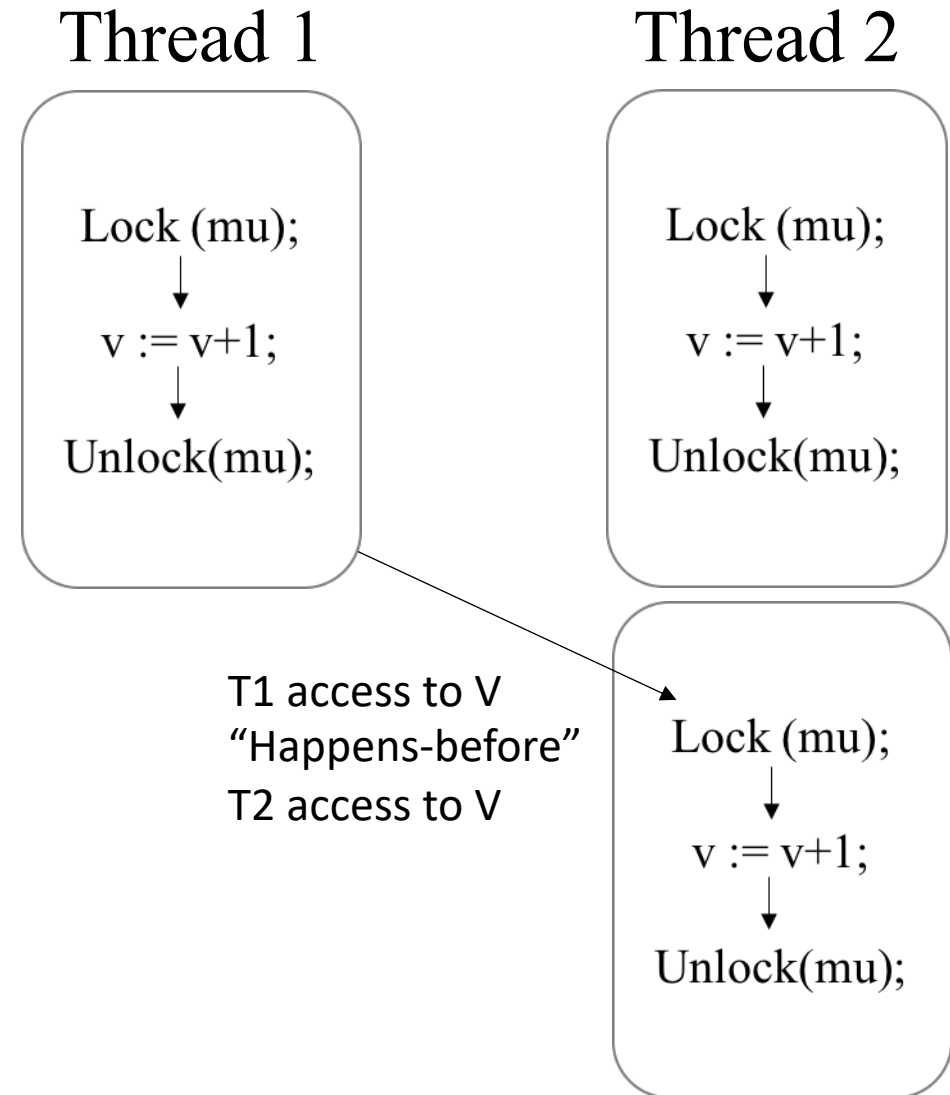 Thread 1
Thread 2
Lock (mu);
v := v+1;
Unlock(mu);
Lock (mu);
v := v+1;
Unlock(mu);
T1 access to V
“Happens-before”
T2 access to V
Lock (mu);
v := v+1;
Unlock(mu);